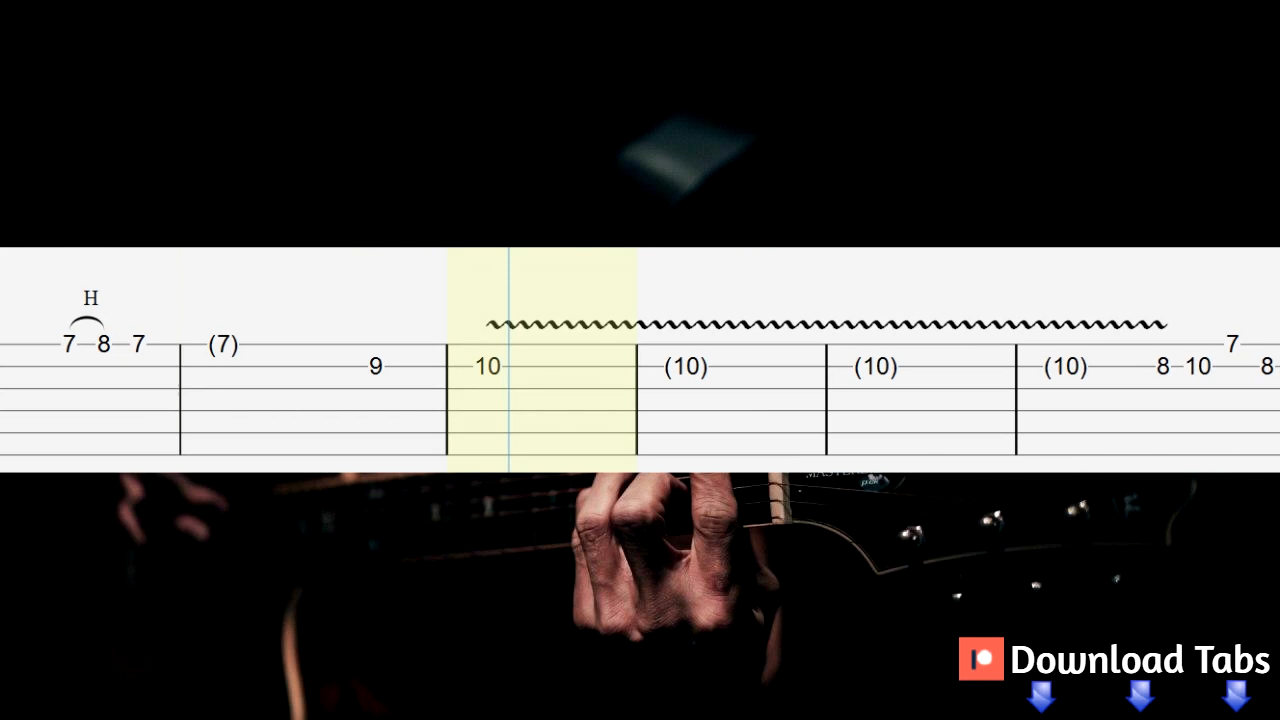 H
7 8 7 (7) 7
9 10 (10) (10) (10) 8 10 8
Download Tabs